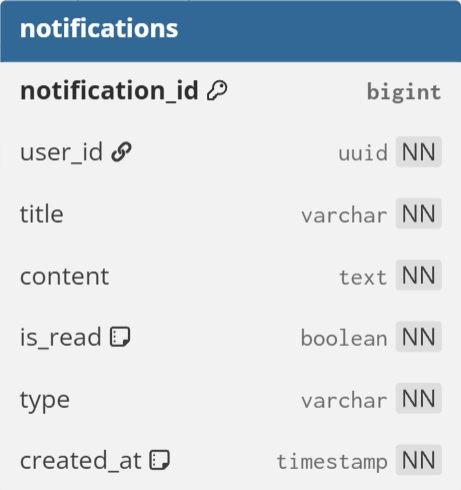 notifications
notification_id bigint
user_id uuid NN
title varchar NN
content text NN
is_read boolean NN
type varchar NN
created_at timestamp NN